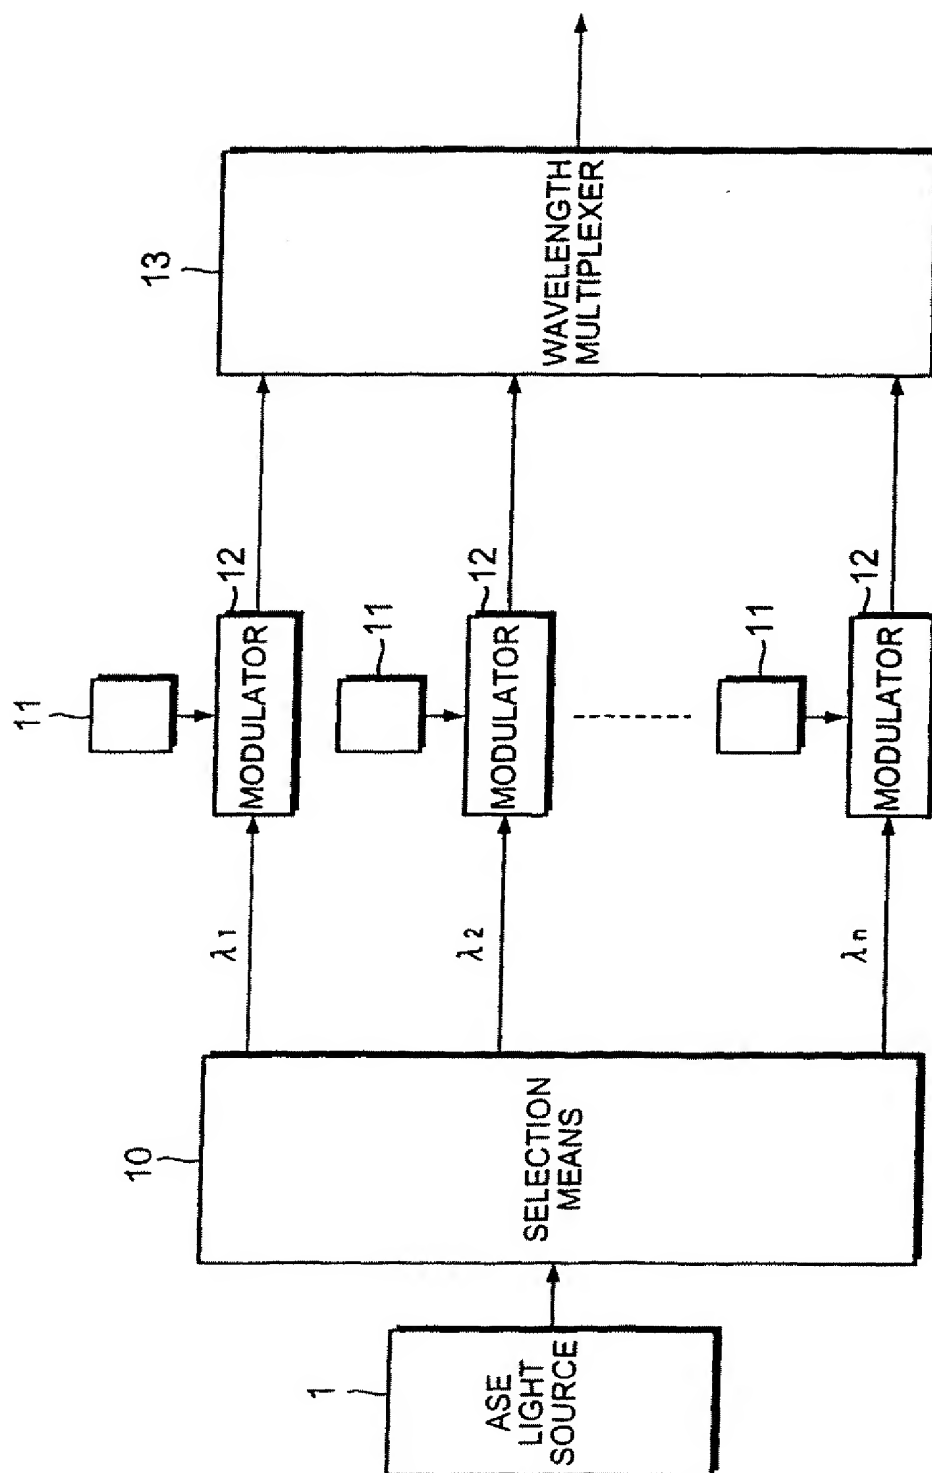 1
ASE
LIGHT
SOURCE
10
SELECTION
MEANS
λ1
λ2
λn
11
MODULATOR
12
11
MODULATOR
12
11
MODULATOR
12
13
WAVELENGTH
MULTIPLEXER